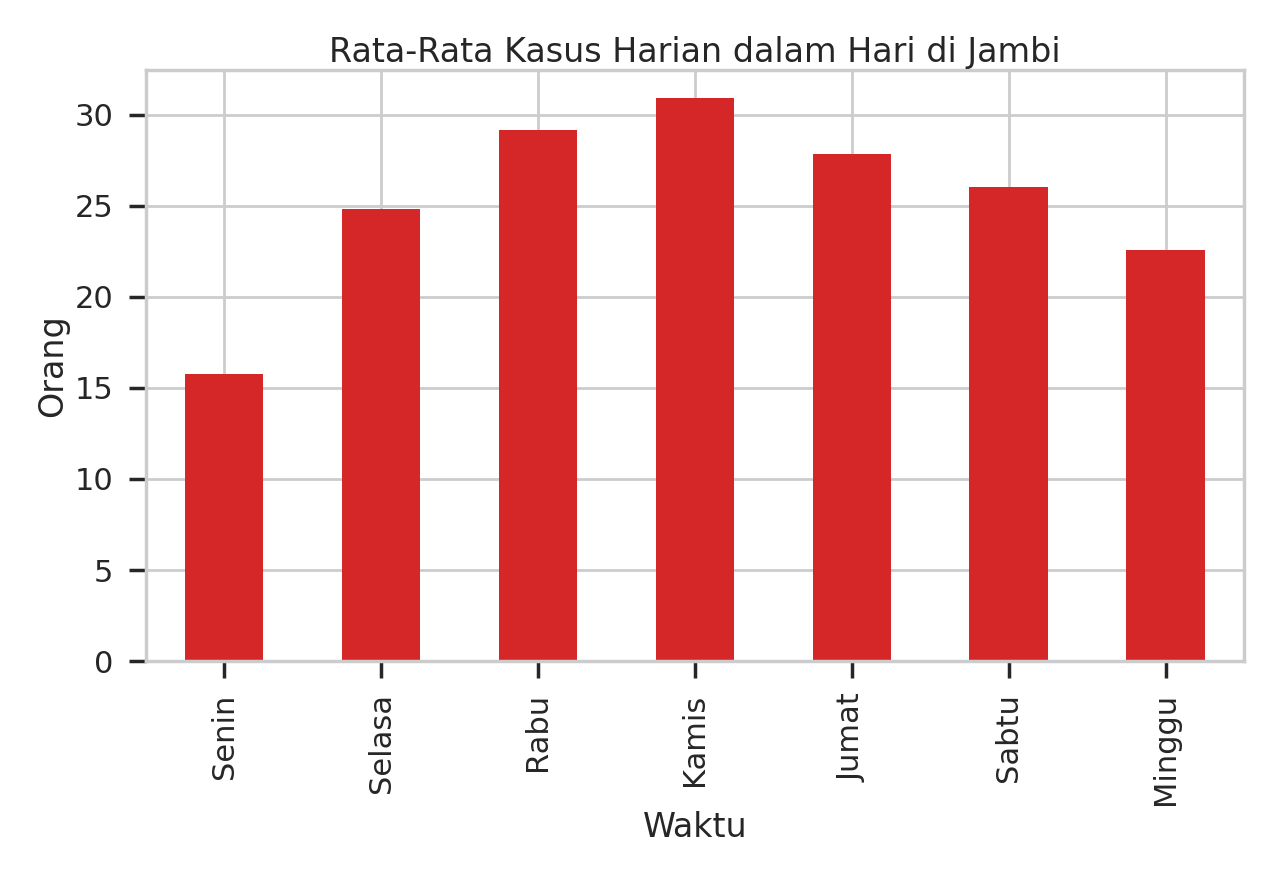 Rata-Rata Kasus Harian dalam Hari di Jambi
30
25
20
15
10
5
0
Orang
Senin
Selasa
Rabu
Kamis
Jumat
Sabtu
Minggu
Waktu